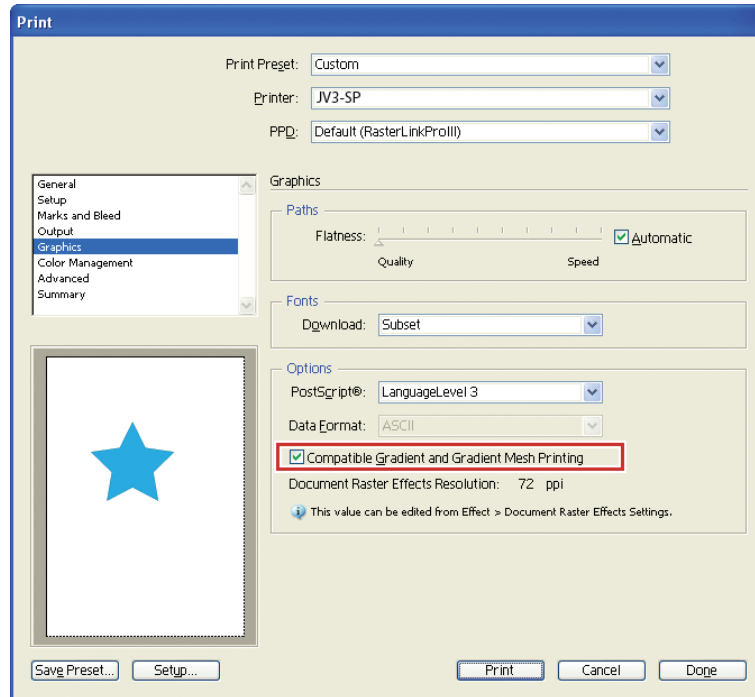 Print
Print Preset: Custom
Printer: JV3-SP
PPD: Default (RasterLinkProIII)
General
Setup
Marks and Bleed
Output
Graphics
Color Management
Advanced
Summary
Graphics
Paths
Flatness: Automatic
Quality Speed
Fonts
Download: Subset
Options
PostScript®: LanguageLevel 3
Data Format: ASCII
Compatible Gradient and Gradient Mesh Printing
Document Raster Effects Resolution: 72 ppi
This value can be edited from Effect > Document Raster Effects Settings.
Save Preset... Setup... Print Cancel Done